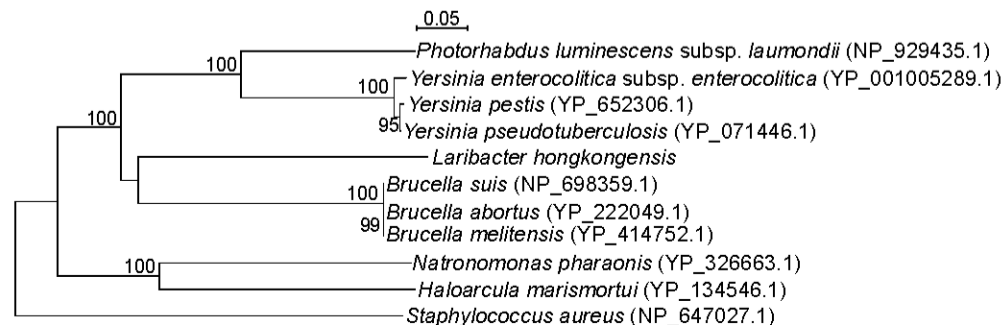 0.05
100 Photorhabdus luminescens subsp. laumondii (NP_929435.1)
Yersinia enterocolitica subsp. enterocolitica (YP_001005289.1)
100 Yersinia pestis (YP_652306.1)
100 95 Yersinia pseudotuberculosis (YP_071446.1)
Laribacter hongkongensis
100 Brucella suis (NP_698359.1)
Brucella abortus (YP_222049.1)
99 Brucella melitensis (YP_414752.1)
100 Natronomonas pharaonis (YP_326663.1)
Haloarcula marismortui (YP_134546.1)
Staphylococcus aureus (NP_647027.1)